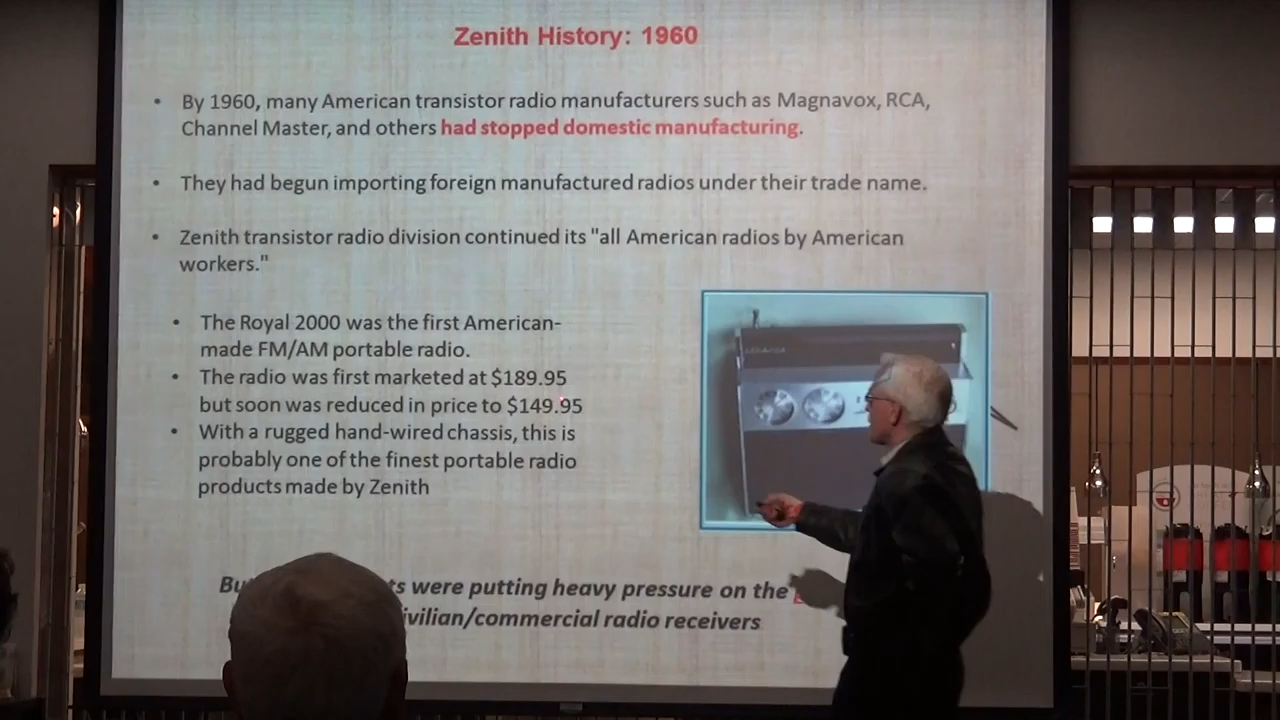 Zenith History: 1960
• By 1960, many American transistor radio manufacturers such as Magnavox, RCA,
Channel Master, and others had stopped domestic manufacturing.
• They had begun importing foreign manufactured radios under their trade name.
• Zenith transistor radio division continued its "all American radios by American
workers."
• The Royal 2000 was the first American-
made FM/AM portable radio.
• The radio was first marketed at $189.95
but soon was reduced in price to $149.95
• With a rugged hand-wired chassis, this is
probably one of the finest portable radio
products made by Zenith
were putting heavy pressure on the
ivilian/commercial radio receivers